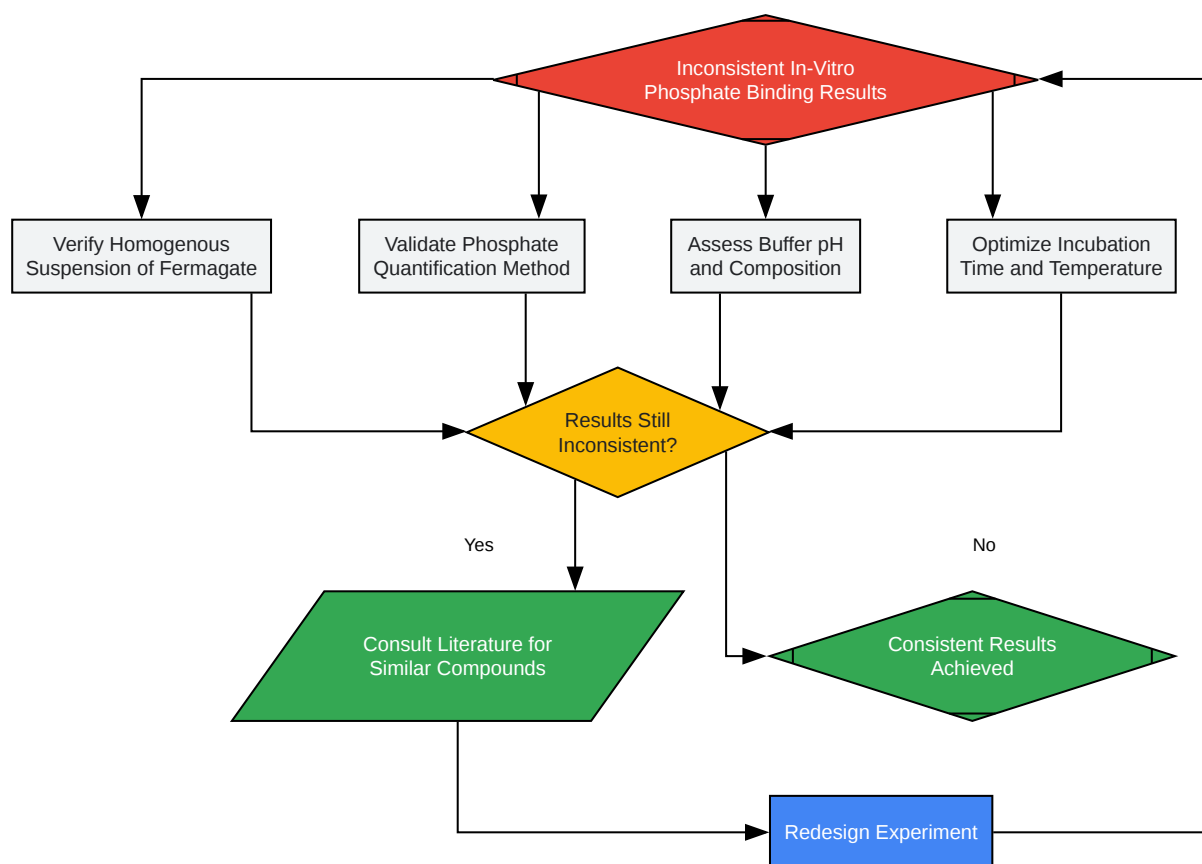 Inconsistent In-Vitro
Phosphate Binding Results
Verify Homogenous
Suspension of Fermagate
Validate Phosphate
Quantification Method
Assess Buffer pH
and Composition
Optimize Incubation
Time and Temperature
Results Still
Inconsistent?
Yes
No
Consult Literature for
Similar Compounds
Consistent Results
Achieved
Redesign Experiment